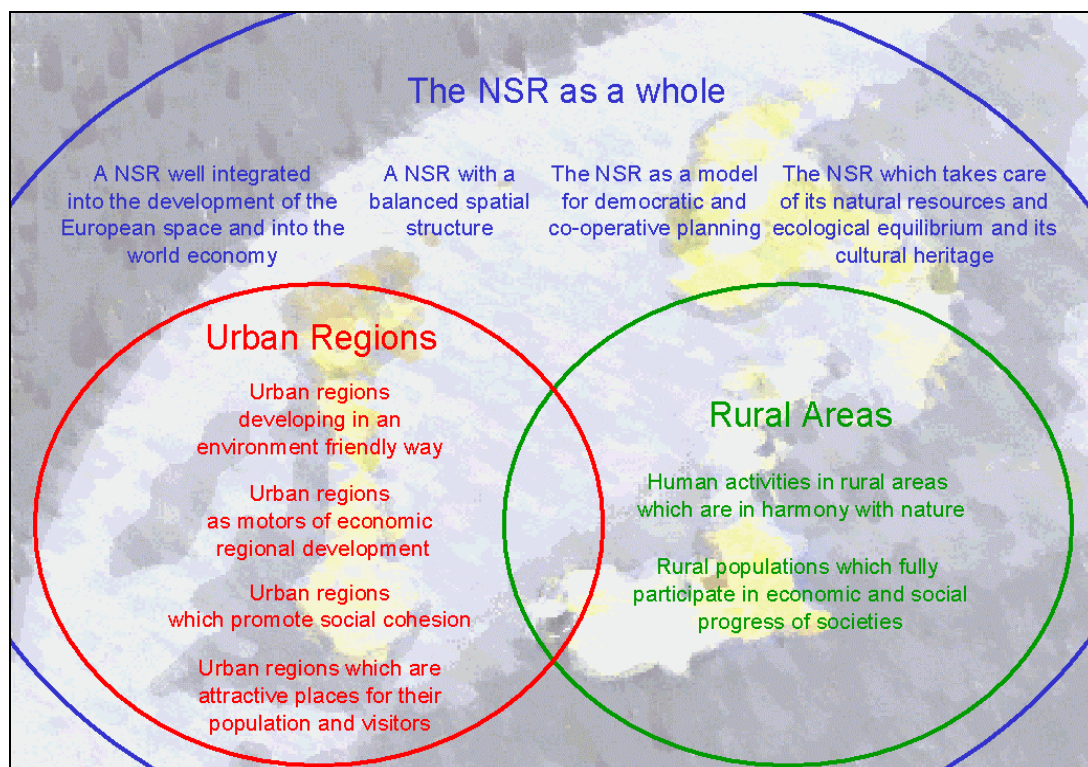 The NSR as a whole
A NSR well integrated
into the development of the
European space and into the
world economy
A NSR with a
balanced spatial
structure
The NSR as a model
for democratic and
co-operative planning
The NSR which takes care
of its natural resources and
ecological equilibrium and its
cultural heritage
Urban Regions
Urban regions
developing in an
environment friendly way
Urban regions
as motors of economic
regional development
Urban regions
which promote social cohesion
Urban regions which are
attractive places for their
population and visitors
Rural Areas
Human activities in rural areas
which are in harmony with nature
Rural populations which fully
participate in economic and social
progress of societies